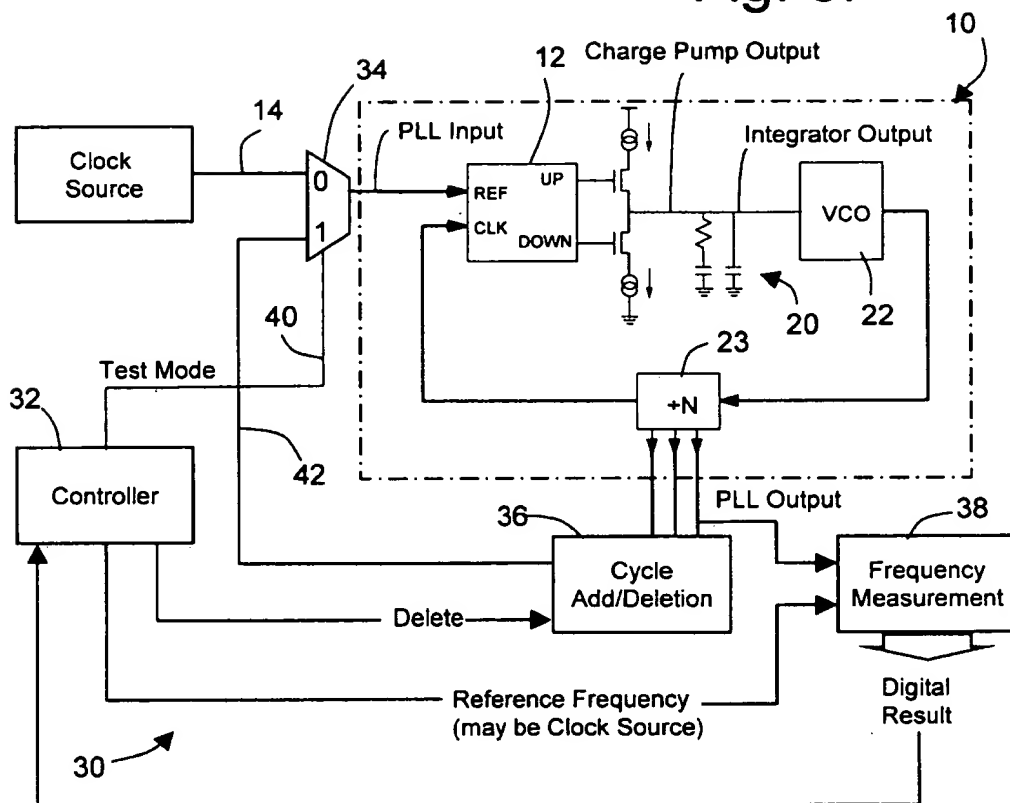 10
Charge Pump Output
12
34
14
PLL Input
Integrator Output
Clock
Source
0
1
REF
CLK
UP
DOWN
VCO
20
22
40
23
Test Mode
+N
32
42
Controller
PLL Output
36
38
Cycle
Add/Deletion
Frequency
Measurement
Delete
Reference Frequency
(may be Clock Source)
Digital
Result
30